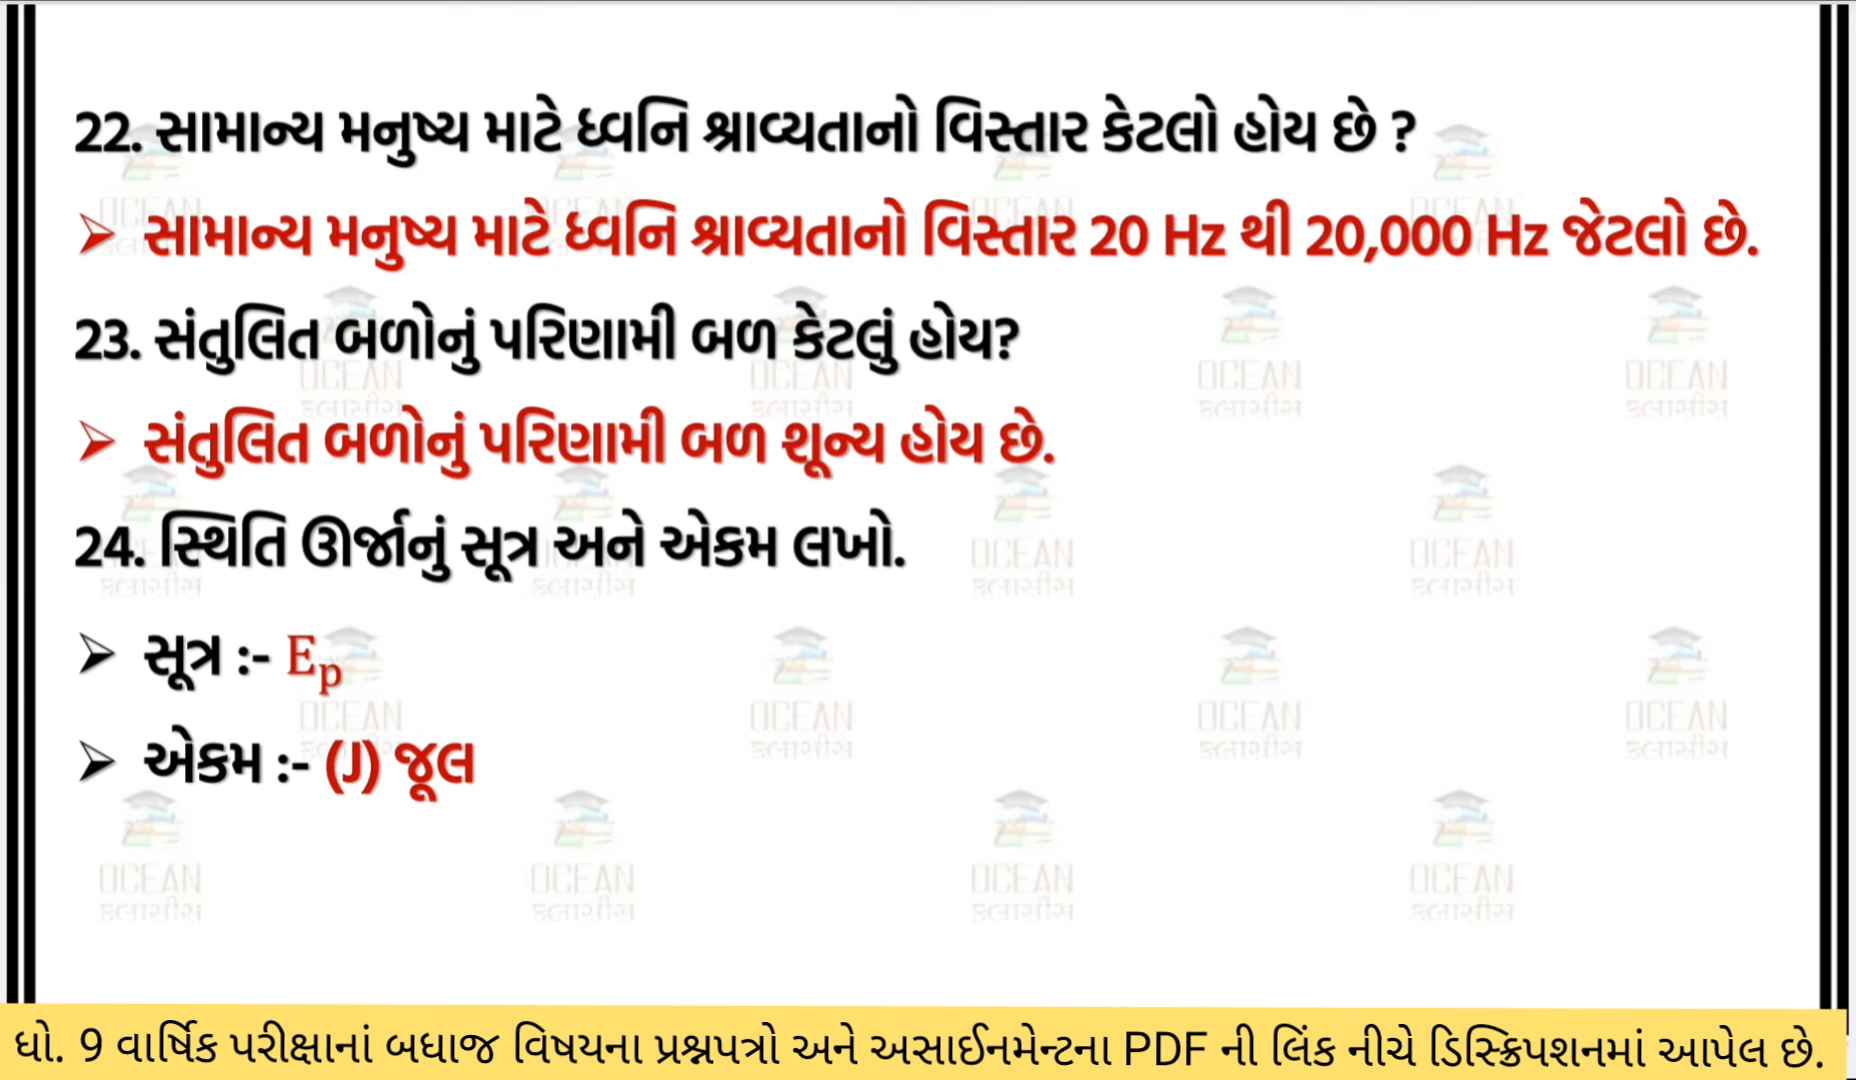 22. સામાન્ય મનુષ્ય માટે ધ્વનિ શ્રાવ્યતાનો વિસ્તાર કેટલો હોય છે ?
➢ સામાન્ય મનુષ્ય માટે ધ્વનિ શ્રાવ્યતાનો વિસ્તાર 20 Hz થી 20,000 Hz જેટલો છે.
23. સંતુલિત બળોનું પરિણામી બળ કેટલું હોય?
➢ સંતુલિત બળોનું પરિણામી બળ શૂન્ય હોય છે.
24. સ્થિતિ ઊર્જાનું સૂત્ર અને એકમ લખો.
➢ સૂત્ર :- Eₚ
➢ એકમ :- (J) જૂલ
ધો. 9 વાર્ષિક પરીક્ષાનાં બધાજ વિષયના પ્રશ્નપત્રો અને અસાઈનમેન્ટના PDF ની લિંક નીચે ડિસ્ક્રિપશનમાં આપેલ છે.
OCEAN
કલાસીસ